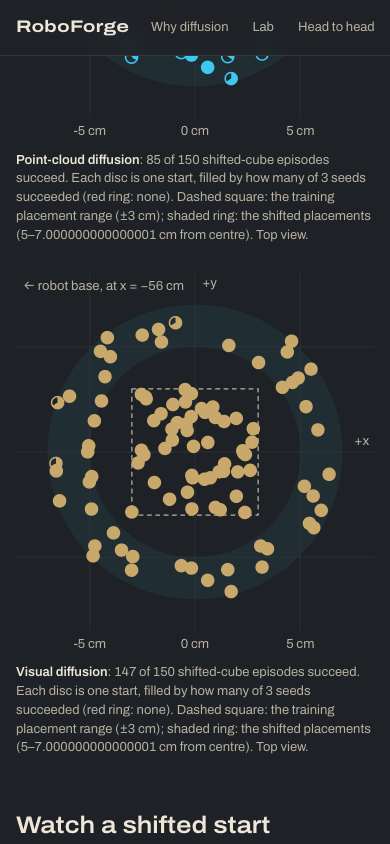 RoboForge Why diffusion Lab Head to head
-5 cm 0 cm 5 cm
Point-cloud diffusion: 85 of 150 shifted-cube episodes
succeed. Each disc is one start, filled by how many of 3 seeds
succeeded (red ring: none). Dashed square: the training
placement range (±3 cm); shaded ring: the shifted placements
(5–7.000000000000001 cm from centre). Top view.
← robot base, at x = −56 cm +y
+x
-5 cm 0 cm 5 cm
Visual diffusion: 147 of 150 shifted-cube episodes succeed.
Each disc is one start, filled by how many of 3 seeds
succeeded (red ring: none). Dashed square: the training
placement range (±3 cm); shaded ring: the shifted placements
(5–7.000000000000001 cm from centre). Top view.
Watch a shifted start